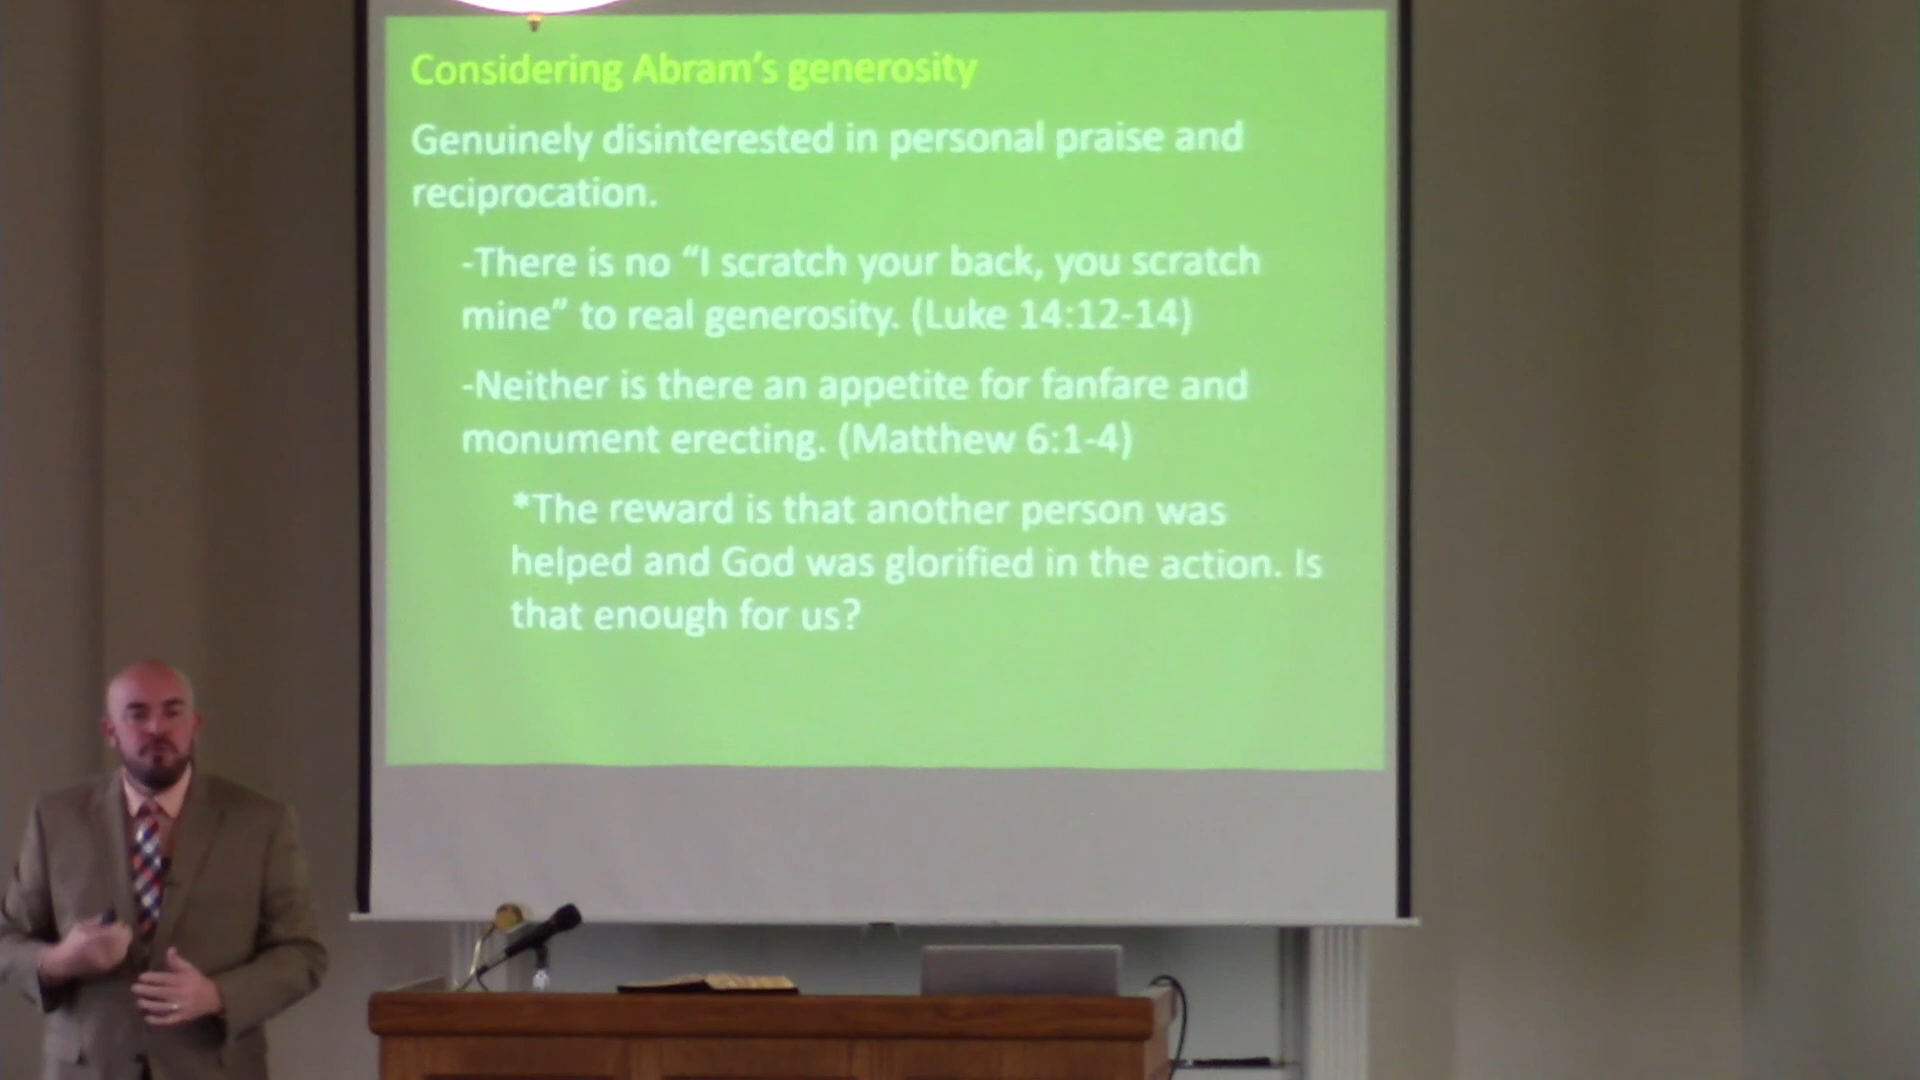 Considering Abram's generosity
Genuinely disinterested in personal praise and
reciprocation.
-There is no “I scratch your back, you scratch
mine” to real generosity. (Luke 14:12-14)
-Neither is there an appetite for fanfare and
monument erecting. (Matthew 6:1-4)
*The reward is that another person was
helped and God was glorified in the action. Is
that enough for us?